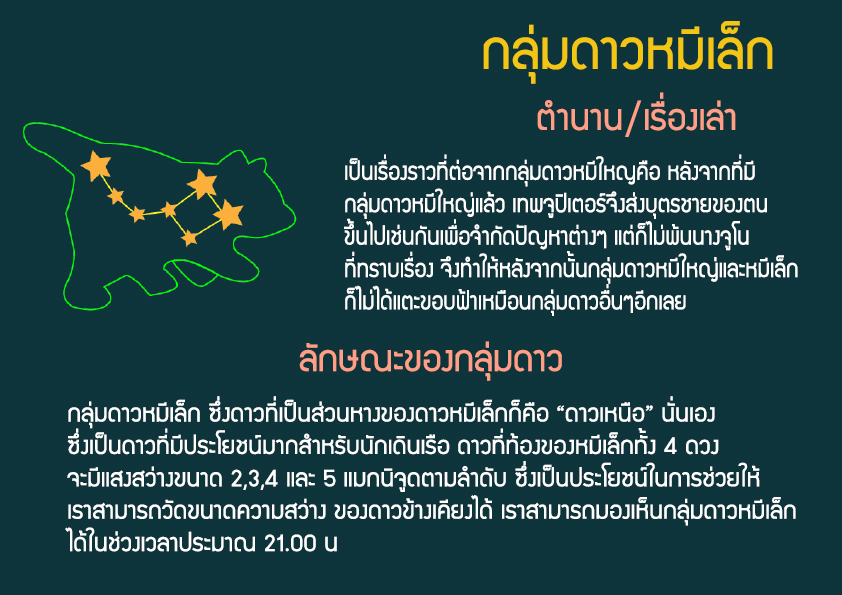 กลุ่มดาวหมีเล็ก
ตำนาน/เรื่องเล่า
เป็นเรื่องราวที่ต่อจากกลุ่มดาวหมีใหญ่คือ หลังจากที่มี
กลุ่มดาวหมีใหญ่แล้ว เทพจูปิเตอร์จึงส่งบุตรชายของตน
ขึ้นไปเช่นกันเพื่อจำกัดปัญหาต่างๆ แต่ก็ไม่พ้นนางจูโน
ที่ทราบเรื่อง จึงทำให้หลังจากนั้นกลุ่มดาวหมีใหญ่และหมีเล็ก
ก็ไม่ได้แตะขอบฟ้าเหมือนกลุ่มดาวอื่นๆอีกเลย
ลักษณะของกลุ่มดาว
กลุ่มดาวหมีเล็ก ซึ่งดาวที่เป็นส่วนหางของดาวหมีเล็กก็คือ “ดาวเหนือ” นั่นเอง
ซึ่งเป็นดาวที่มีประโยชน์มากสำหรับนักเดินเรือ ดาวที่ท้องของหมีเล็กทั้ง 4 ดวง
จะมีแสงสว่างขนาด 2,3,4 และ 5 แมกนิจูดตามลำดับ ซึ่งเป็นประโยชน์ในการช่วยให้
เราสามารถวัดขนาดความสว่าง ของดาวข้างเคียงได้ เราสามารถมองเห็นกลุ่มดาวหมีเล็ก
ได้ในช่วงเวลาประมาณ 21.00 น